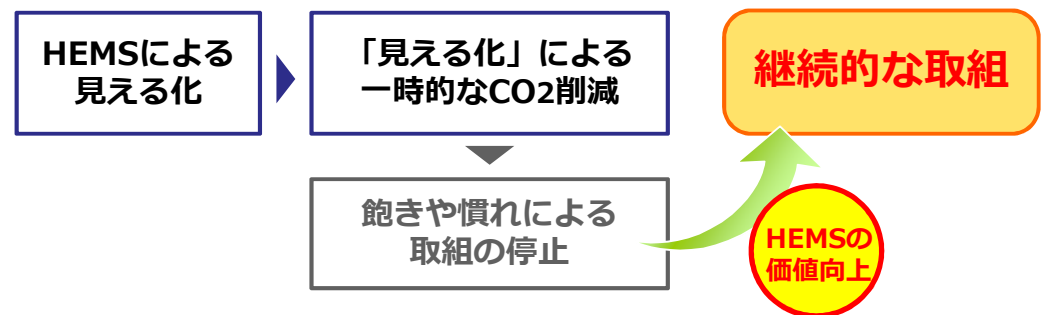 HEMSによる
見える化
「見える化」による
一時的なCO2削減
継続的な取組
飽きや慣れによる
取組の停止
HEMSの
価値向上